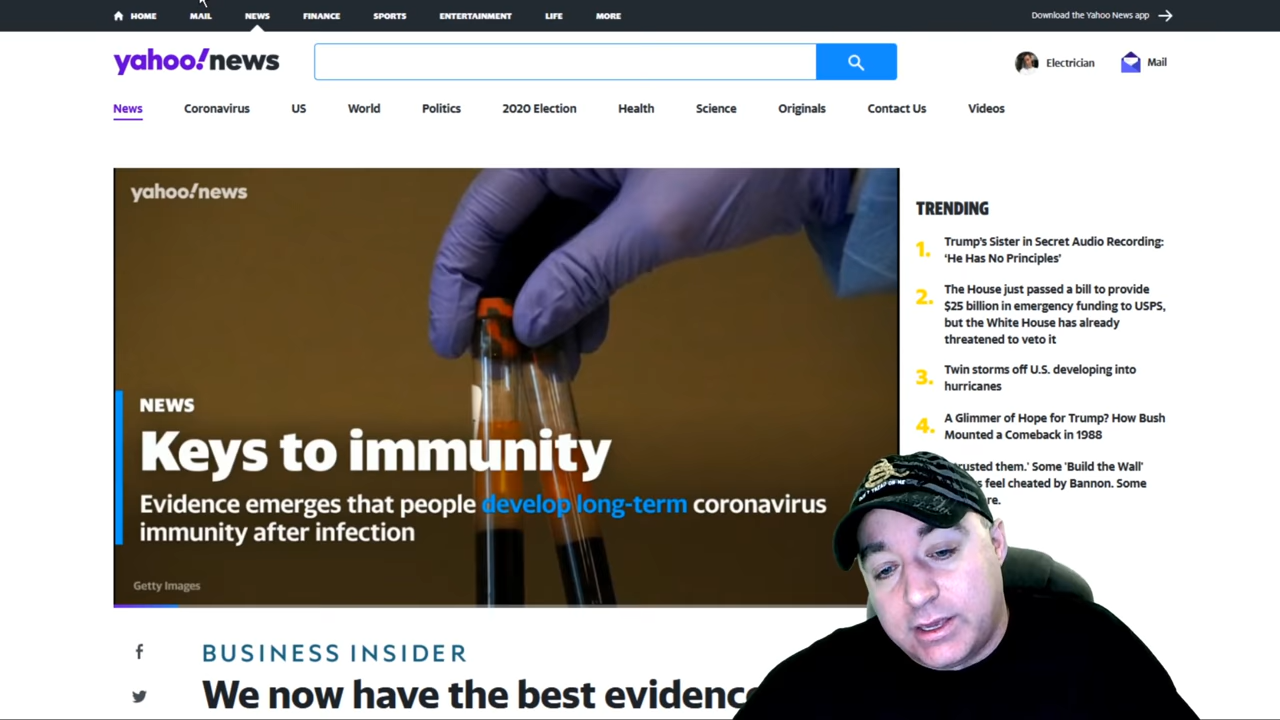 HOME
MAIL
NEWS
FINANCE
SPORTS
ENTERTAINMENT
LIFE
MORE
Download the Yahoo News app
yahoo!news
Electrician
Mail
News
Coronavirus
US
World
Politics
2020 Election
Health
Science
Originals
Contact Us
Videos
yahoo!news
NEWS
Keys to immunity
Evidence emerges that people develop long-term coronavirus
immunity after infection
Getty Images
TRENDING
1. Trump's Sister in Secret Audio Recording:
'He Has No Principles'
2. The House just passed a bill to provide
$25 billion in emergency funding to USPS,
but the White House has already
threatened to veto it
3. Twin storms off U.S. developing into
hurricanes
4. A Glimmer of Hope for Trump? How Bush
Mounted a Comeback in 1988
them.' Some 'Build the Wall'
feel cheated by Bannon. Some
BUSINESS INSIDER
We now have the best evidence